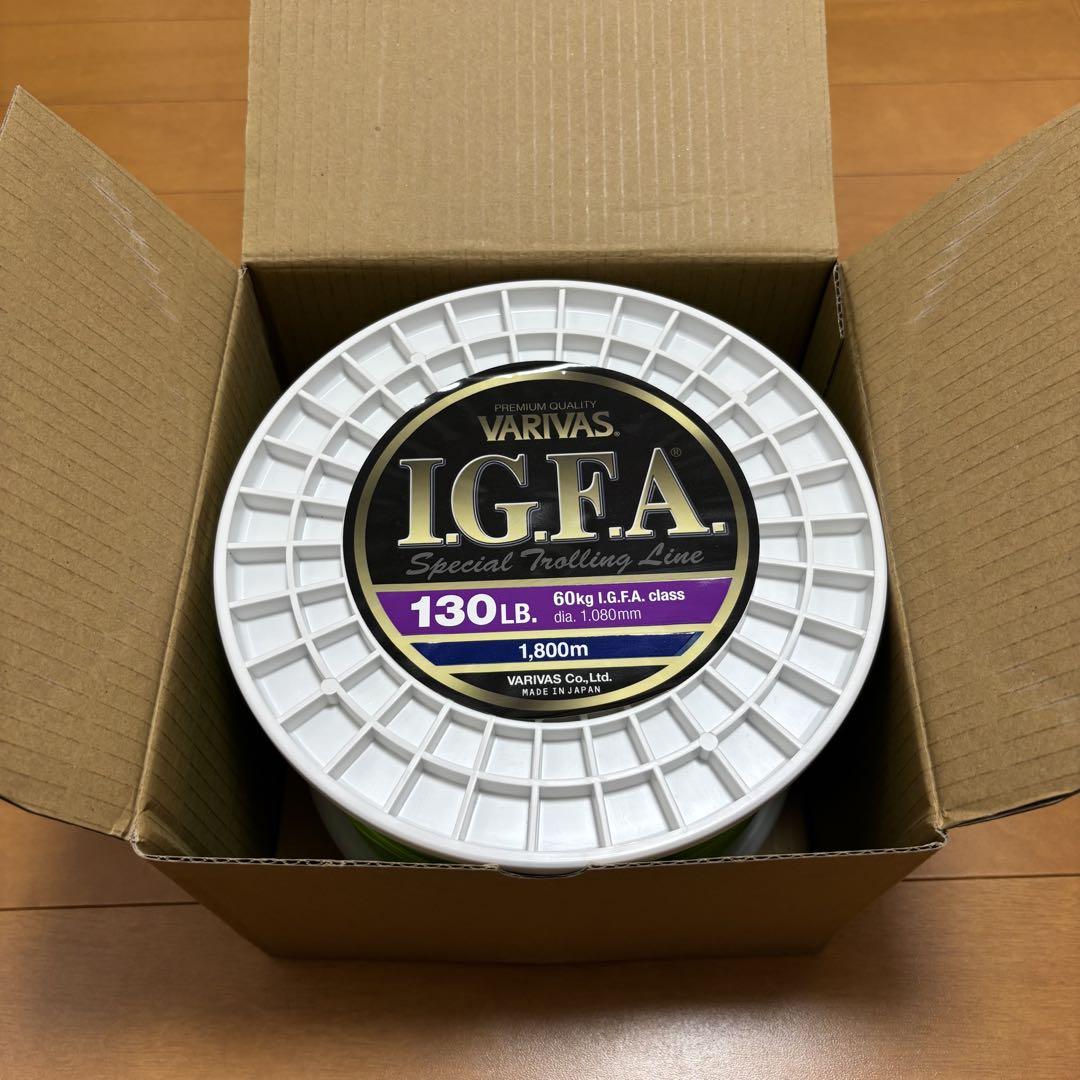 PREMIUM QUALITY
VARIVAS®
I.G.F.A.®
Special Trolling Line
130LB. 60kg I.G.F.A. class
dia. 1.080mm
1,800m
VARIVAS Co.,Ltd.
MADE IN JAPAN